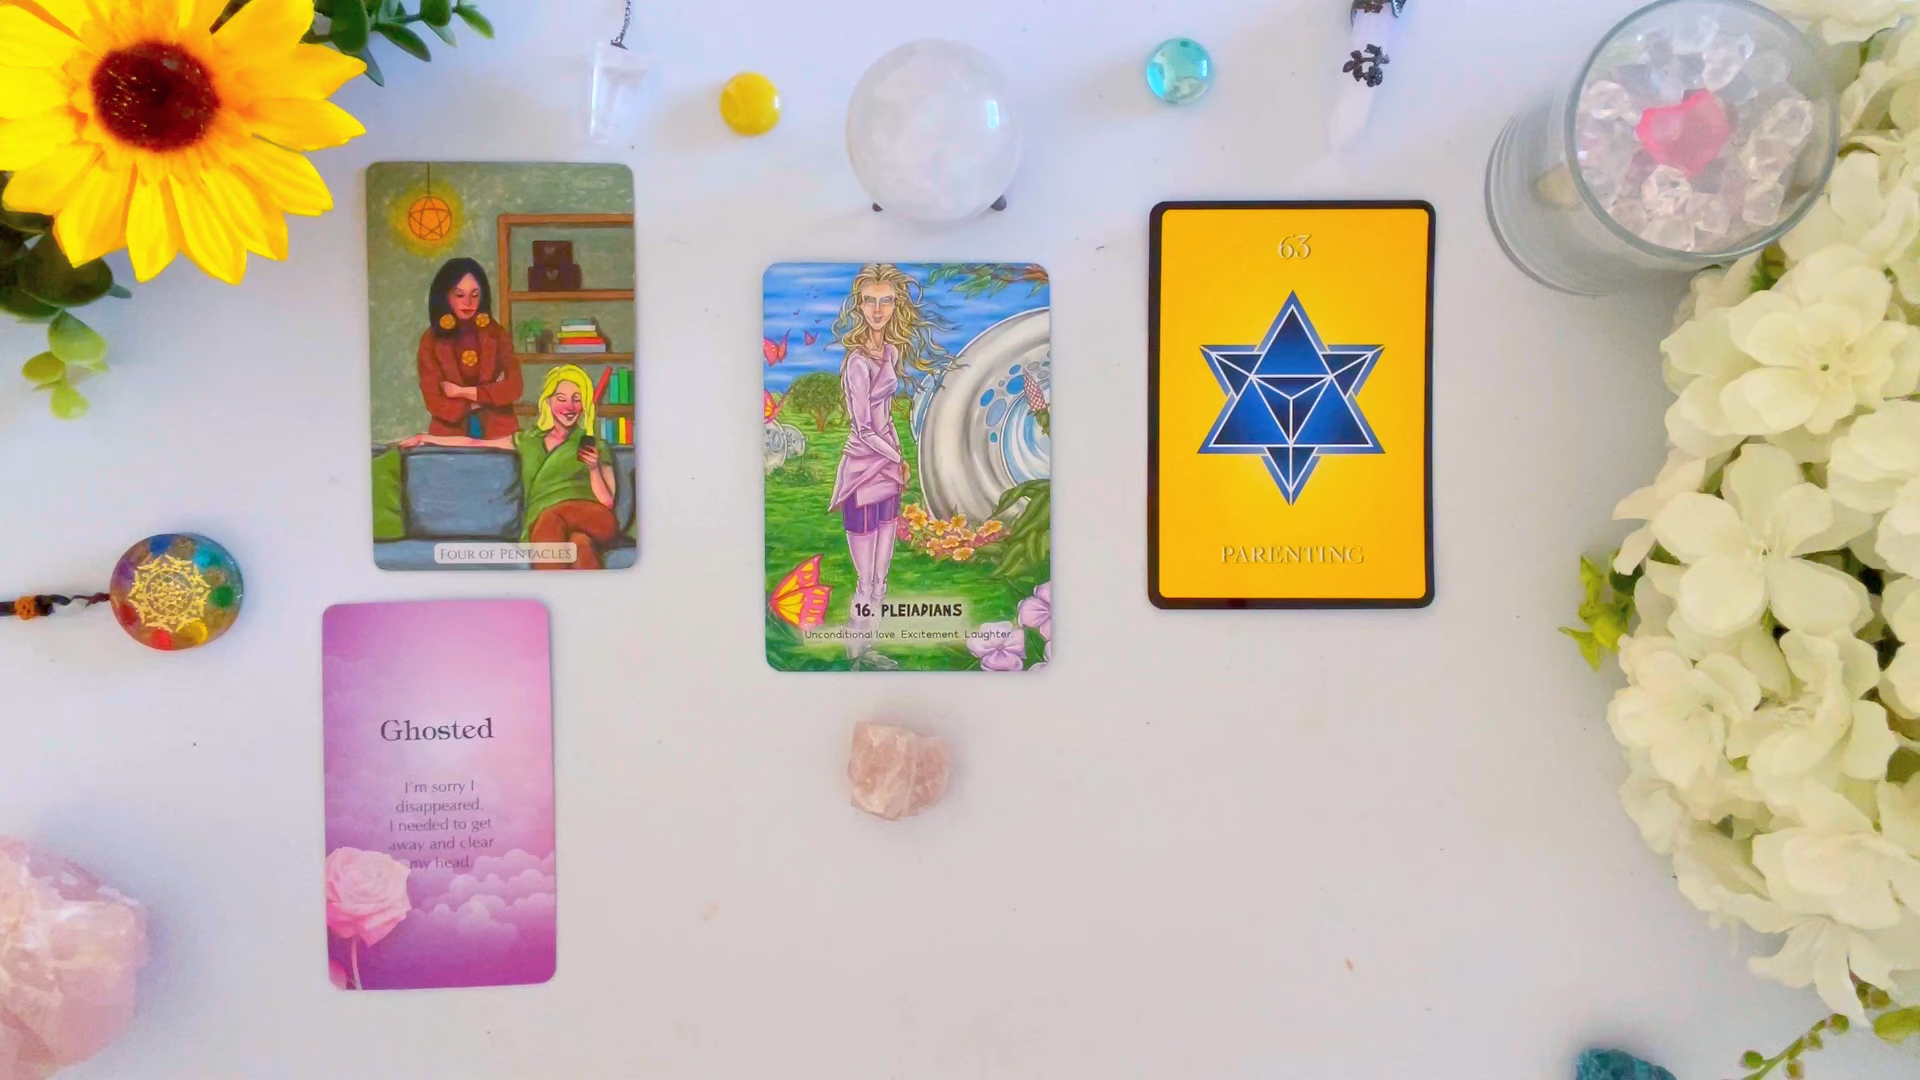 FOUR OF PENTACLES
Ghosted
I'm sorry I
disappeared.
I needed to get
away and clear
my head.
16. PLEIADIANS
Unconditional love Excitement Laughter
63
PARENTING